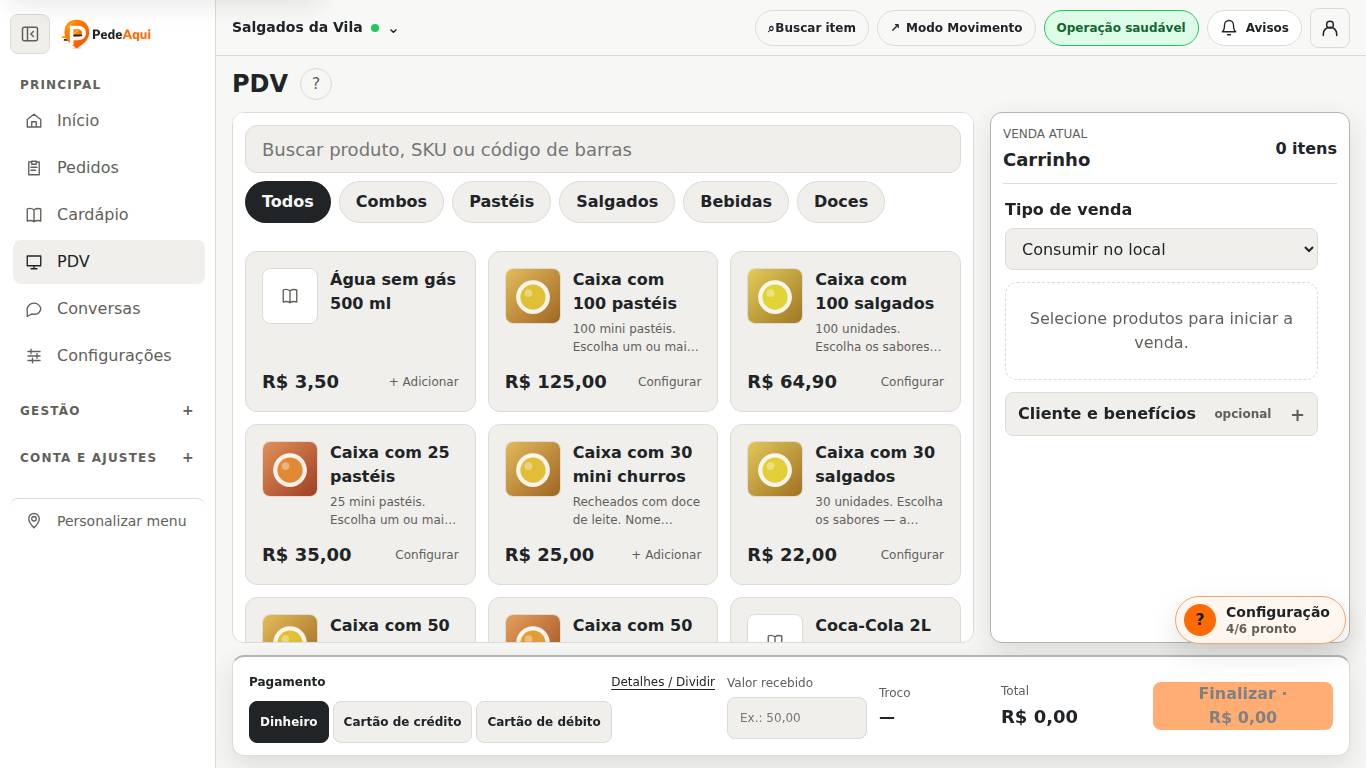 PedeAqui
PRINCIPAL
Início
Pedidos
Cardápio
PDV
Conversas
Configurações
GESTÃO +
CONTA E AJUSTES +
Personalizar menu
Salgados da Vila
Buscar item
↗ Modo Movimento
Operação saudável
Avisos
PDV ?
Buscar produto, SKU ou código de barras
Todos Combos Pastéis Salgados Bebidas Doces
Água sem gás
500 ml
R$ 3,50 + Adicionar
Caixa com
100 pastéis
100 mini pastéis.
Escolha um ou mai...
R$ 125,00 Configurar
Caixa com
100 salgados
100 unidades.
Escolha os sabores...
R$ 64,90 Configurar
Caixa com 25
pastéis
25 mini pastéis.
Escolha um ou mai...
R$ 35,00 Configurar
Caixa com 30
mini churros
Recheados com doce
de leite. Nome...
R$ 25,00 + Adicionar
Caixa com 30
salgados
30 unidades. Escolha
os sabores — a...
R$ 22,00 Configurar
Caixa com 50
Caixa com 50
Coca-Cola 2L
VENDA ATUAL
Carrinho
0 itens
Tipo de venda
Consumir no local
Selecione produtos para iniciar a
venda.
Cliente e benefícios opcional +
? Configuração
4/6 pronto
Pagamento
Detalhes / Dividir
Dinheiro Cartão de crédito Cartão de débito
Valor recebido
Ex.: 50,00
Troco
—
Total
R$ 0,00
Finalizar ·
R$ 0,00